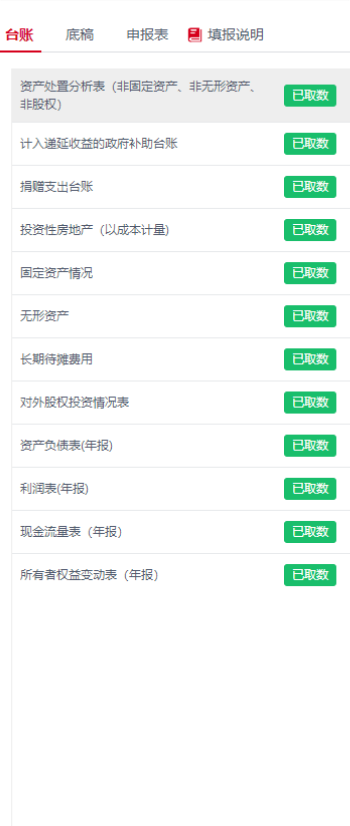 台账 底稿 申报表 填报说明
资产处置分析表（非固定资产、非无形资产、
非股权） 已取数
计入递延收益的政府补助台账 已取数
捐赠支出台账 已取数
投资性房地产（以成本计量) 已取数
固定资产情况 已取数
无形资产 已取数
长期待摊费用 已取数
对外股权投资情况表 已取数
资产负债表(年报) 已取数
利润表(年报) 已取数
现金流量表（年报） 已取数
所有者权益变动表（年报） 已取数